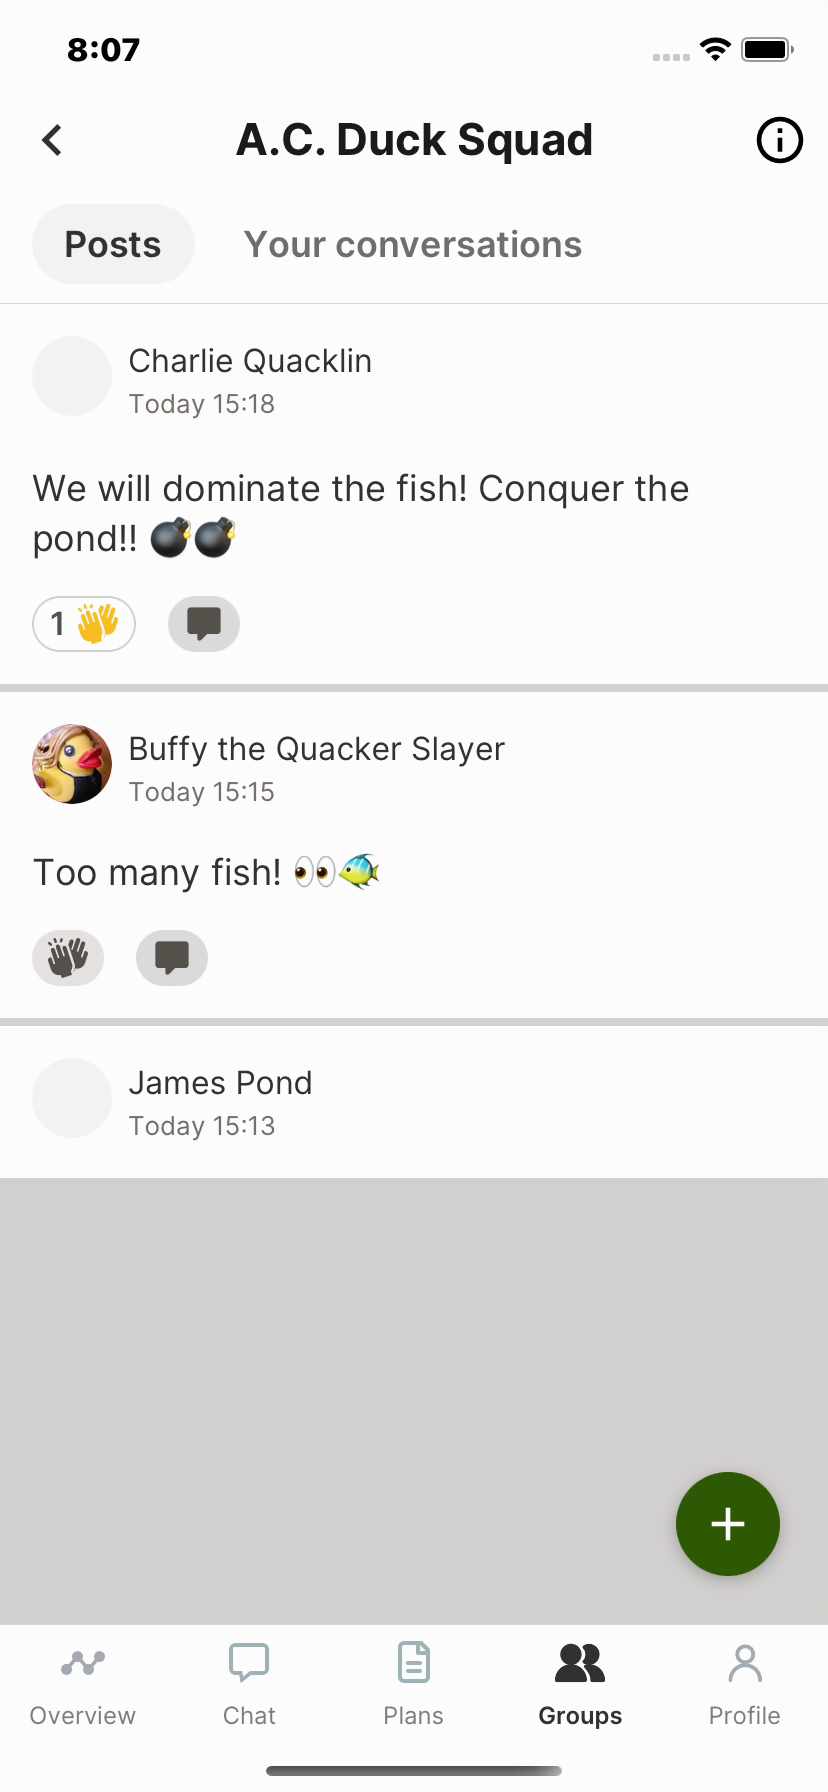 8:07
A.C. Duck Squad
Posts
Your conversations
Charlie Quacklin
Today 15:18
We will dominate the fish! Conquer the
pond!! 💣💣
1 👏
Buffy the Quacker Slayer
Today 15:15
Too many fish! 👀🐠
James Pond
Today 15:13
Overview
Chat
Plans
Groups
Profile